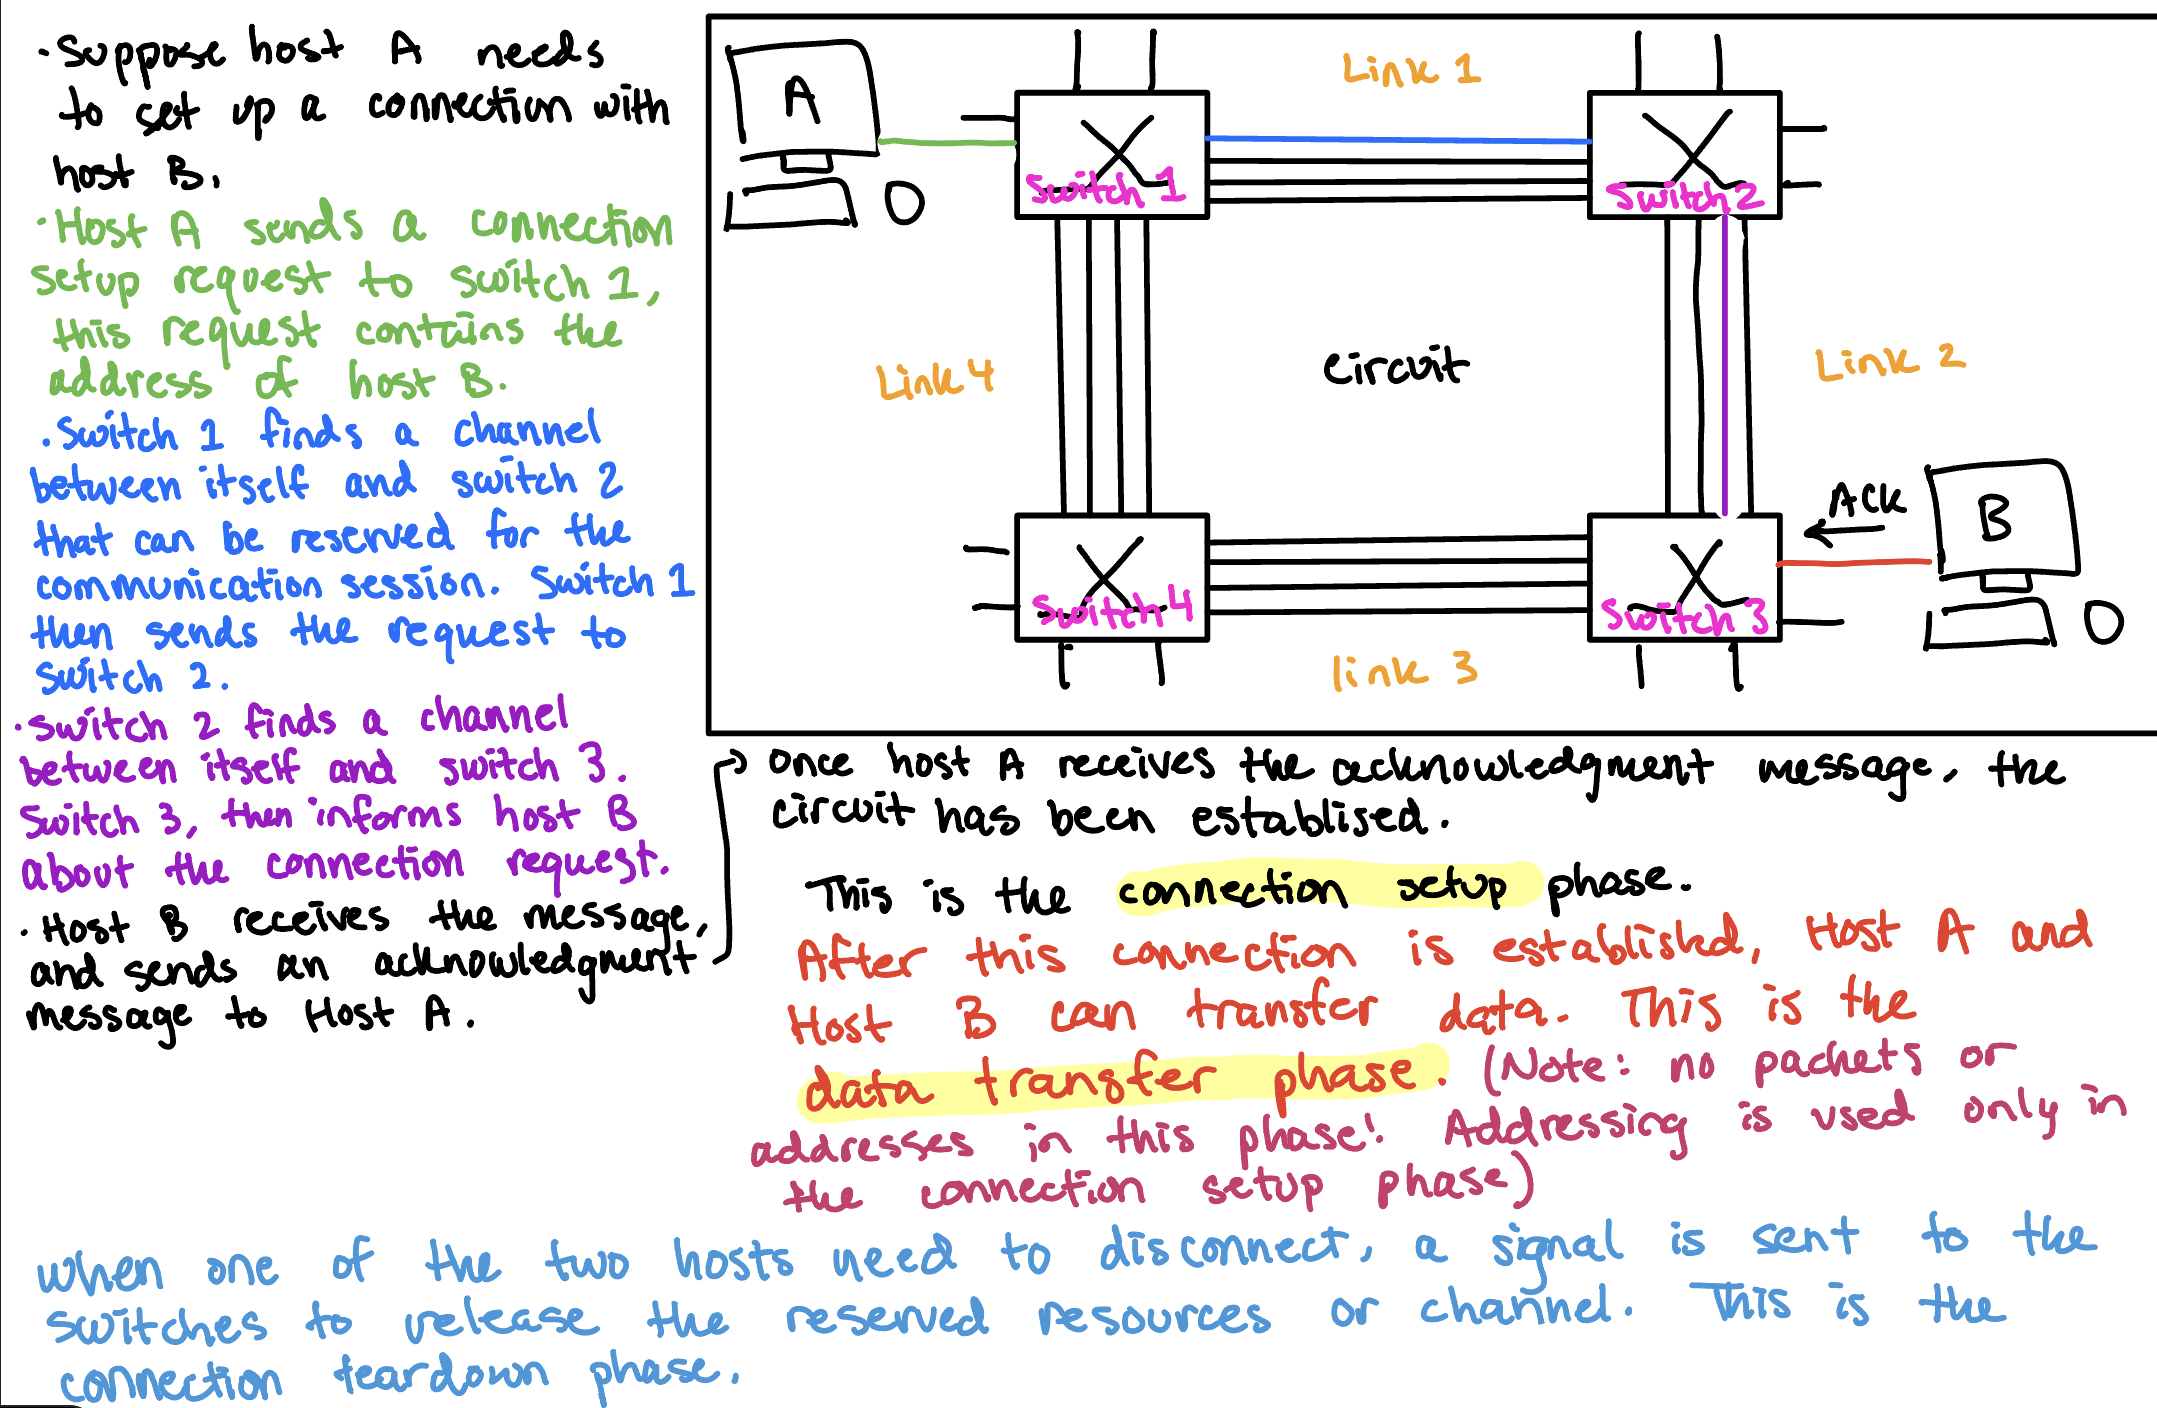 · Suppose host A needs
to set up a connection with
host B.
· Host A sends a connection
setup request to switch 1,
this request contains the
address of host B.
· Switch 1 finds a channel
between itself and switch 2
that can be reserved for the
communication session. Switch 1
then sends the request to
switch 2.
· Switch 2 finds a channel
between itself and switch 3.
Switch 3, then informs host B
about the connection request.
· Host B receives the message,
and sends an acknowledgment
message to Host A.
A
Link 1
Switch 1
Switch 2
Link 4
Circuit
Link 2
ACK
B
Switch 4
Switch 3
link 3
Once host A receives the acknowledgment message, the
circuit has been establised.
This is the connection setup phase.
After this connection is established, Host A and
Host B can transfer data. This is the
data transfer phase. (Note: no packets or
addresses in this phase! Addressing is used only in
the connection setup phase)
when one of the two hosts need to disconnect, a signal is sent to the
switches to release the reserved resources or channel. This is the
connection teardown phase.